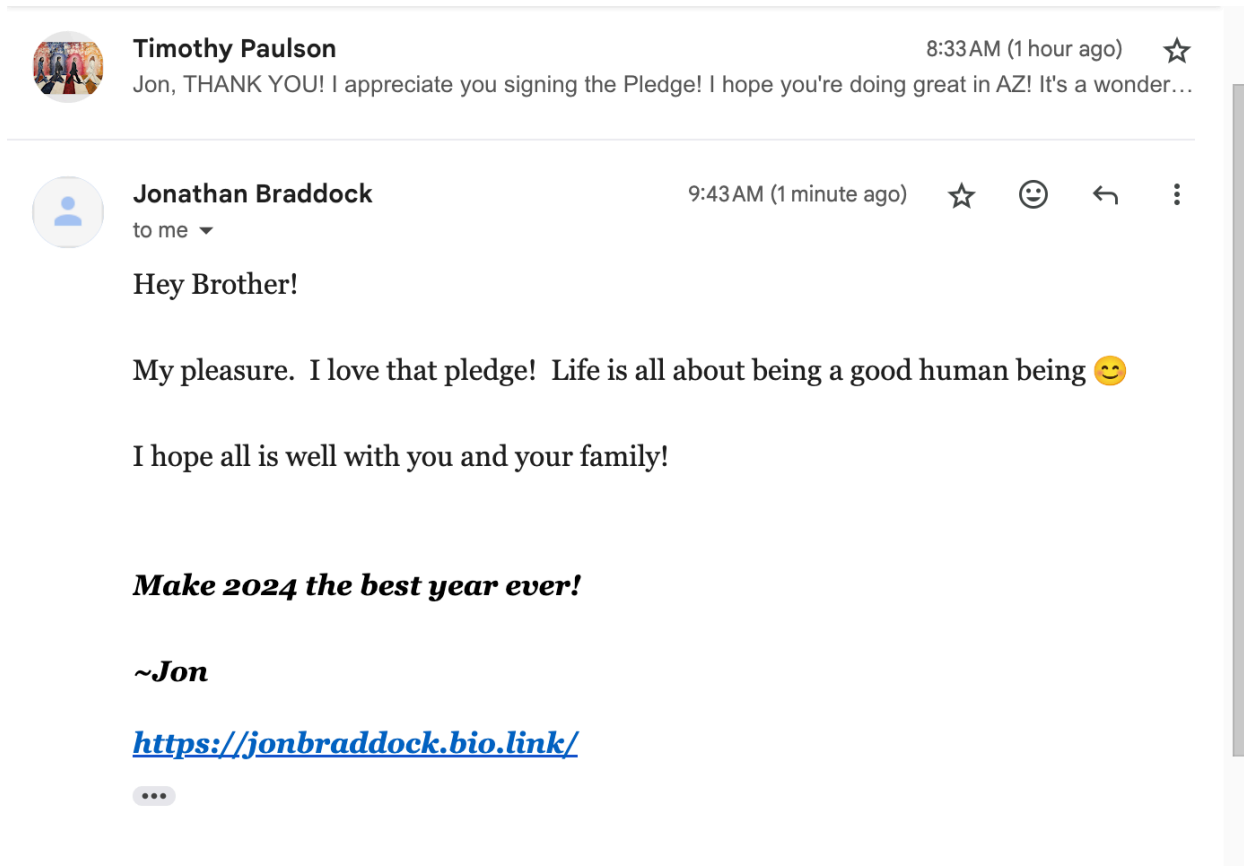 Timothy Paulson
8:33 AM (1 hour ago)
Jon, THANK YOU! I appreciate you signing the Pledge! I hope you're doing great in AZ! It's a wonder…
Jonathan Braddock
9:43 AM (1 minute ago)
to me
Hey Brother!
My pleasure.  I love that pledge!  Life is all about being a good human being 😊
I hope all is well with you and your family!
Make 2024 the best year ever!
~Jon
https://jonbraddock.bio.link/